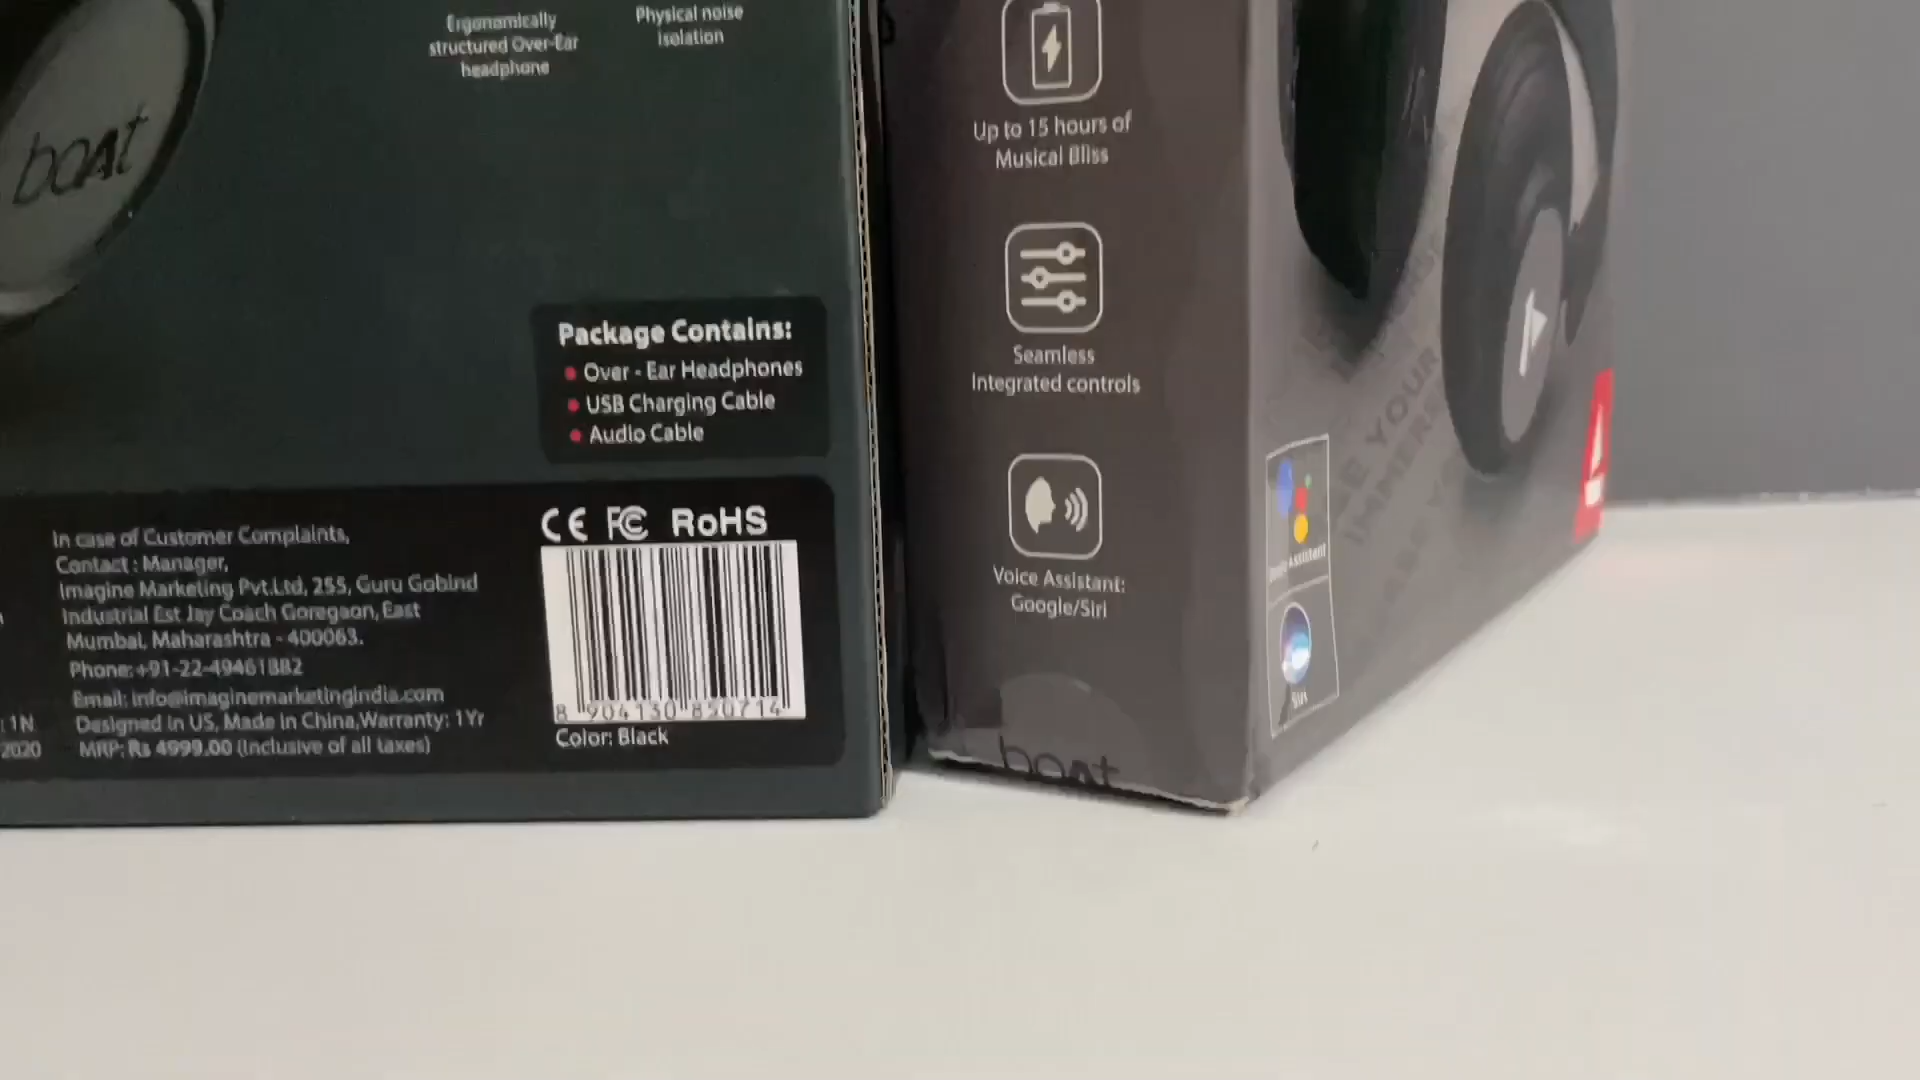 Ergonomically
structured Over-Ear
headphone
Physical noise
isolation
boAt
Package Contains:
Over - Ear Headphones
USB Charging Cable
Audio Cable
In case of Customer Complaints,
Contact : Manager,
Imagine Marketing Pvt.Ltd, 255, Guru Gobind
Industrial Est Jay Coach Goregaon, East
Mumbai, Maharashtra - 400063.
Phone: +91-22-49461882
Email: info@imaginemarketingindia.com
Designed in US, Made in China, Warranty: 1Yr
MRP: Rs 4999.00 (Inclusive of all taxes)
: 1N
2020
CE FC RoHS
8 904130 850714
Color: Black
Up to 15 hours of
Musical Bliss
Seamless
Integrated controls
Voice Assistant:
Google/Siri
boAt
Assistant
Siri